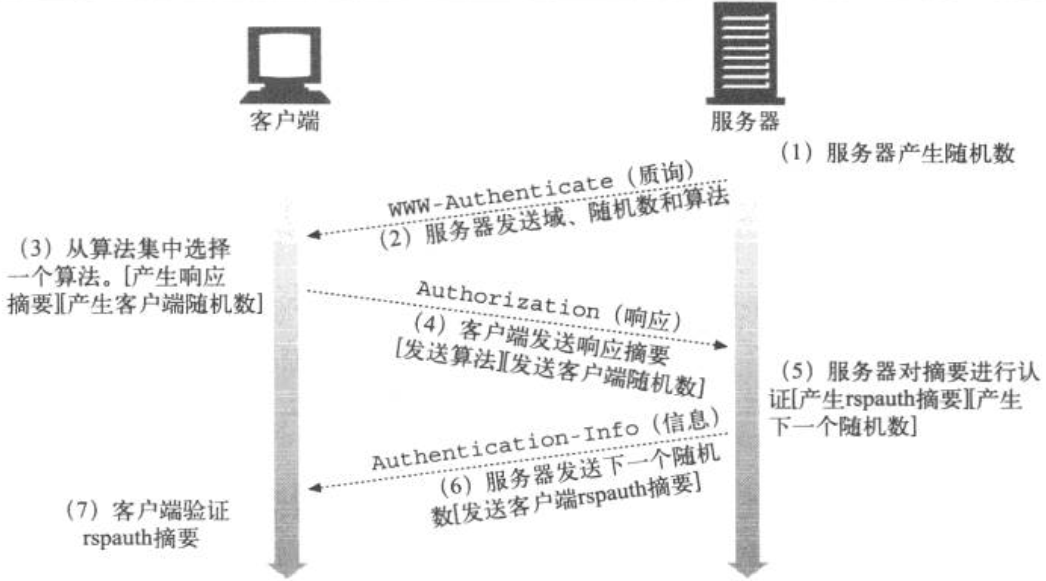 客户端
服务器
(1) 服务器产生随机数
WWW-Authenticate (质询)
(2) 服务器发送域、随机数和算法
(3) 从算法集中选择
一个算法。[产生响应
摘要][产生客户端随机数]
Authorization (响应)
(4) 客户端发送响应摘要
[发送算法][发送客户端随机数]
(5) 服务器对摘要进行认
证[产生rspauth摘要][产生
下一个随机数]
Authentication-Info (信息)
(6) 服务器发送下一个随机
数[发送客户端rspauth摘要]
(7) 客户端验证
rspauth摘要